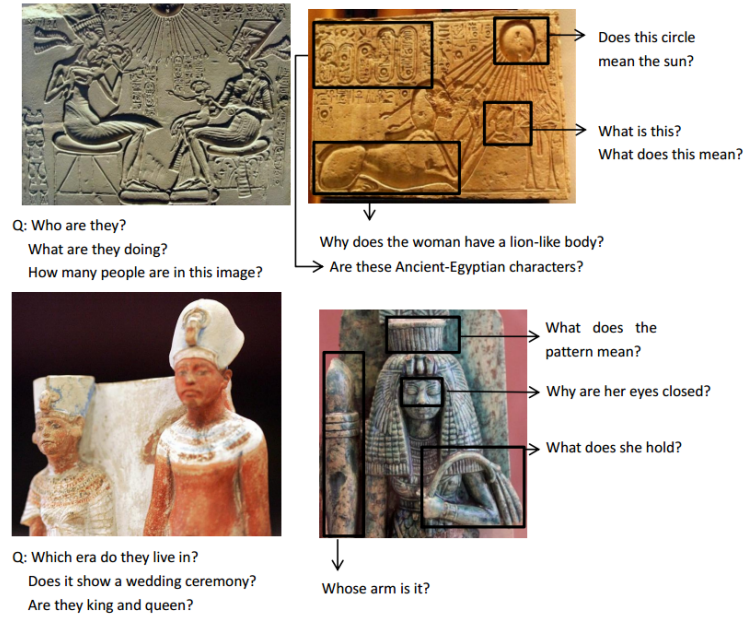 Does this circle
mean the sun?
What is this?
What does this mean?
Q: Who are they?
What are they doing?
How many people are in this image?
Why does the woman have a lion-like body?
Are these Ancient-Egyptian characters?
What does the
pattern mean?
Why are her eyes closed?
What does she hold?
Q: Which era do they live in?
Does it show a wedding ceremony?
Are they king and queen?
Whose arm is it?